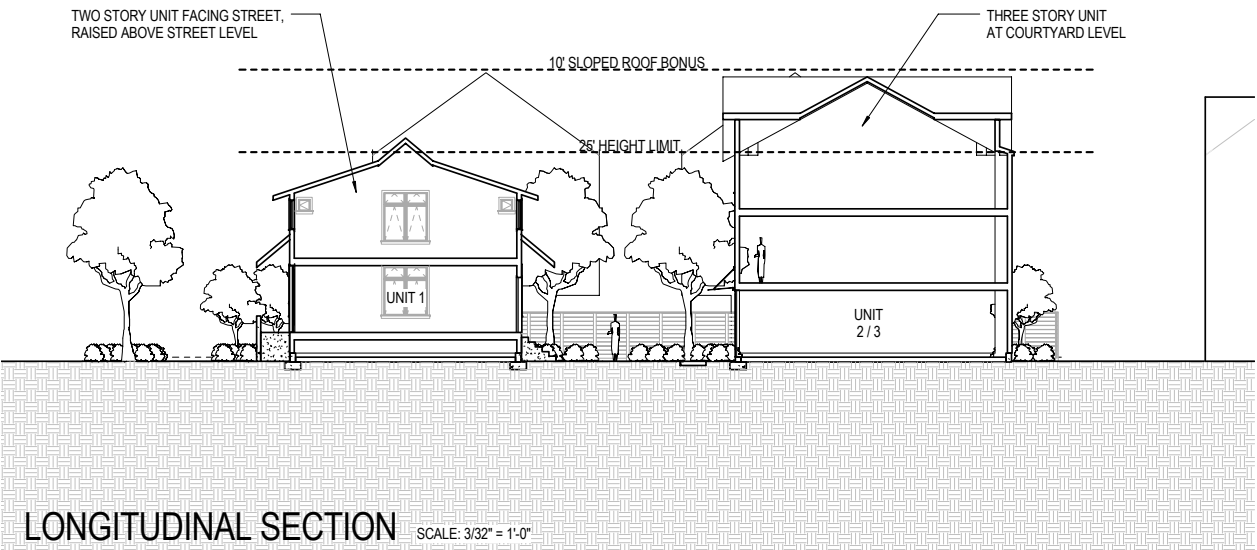 TWO STORY UNIT FACING STREET,
RAISED ABOVE STREET LEVEL
THREE STORY UNIT
AT COURTYARD LEVEL
10' SLOPED ROOF BONUS
25' HEIGHT LIMIT
UNIT 1
UNIT
2 / 3
LONGITUDINAL SECTION SCALE: 3/32" = 1'-0"